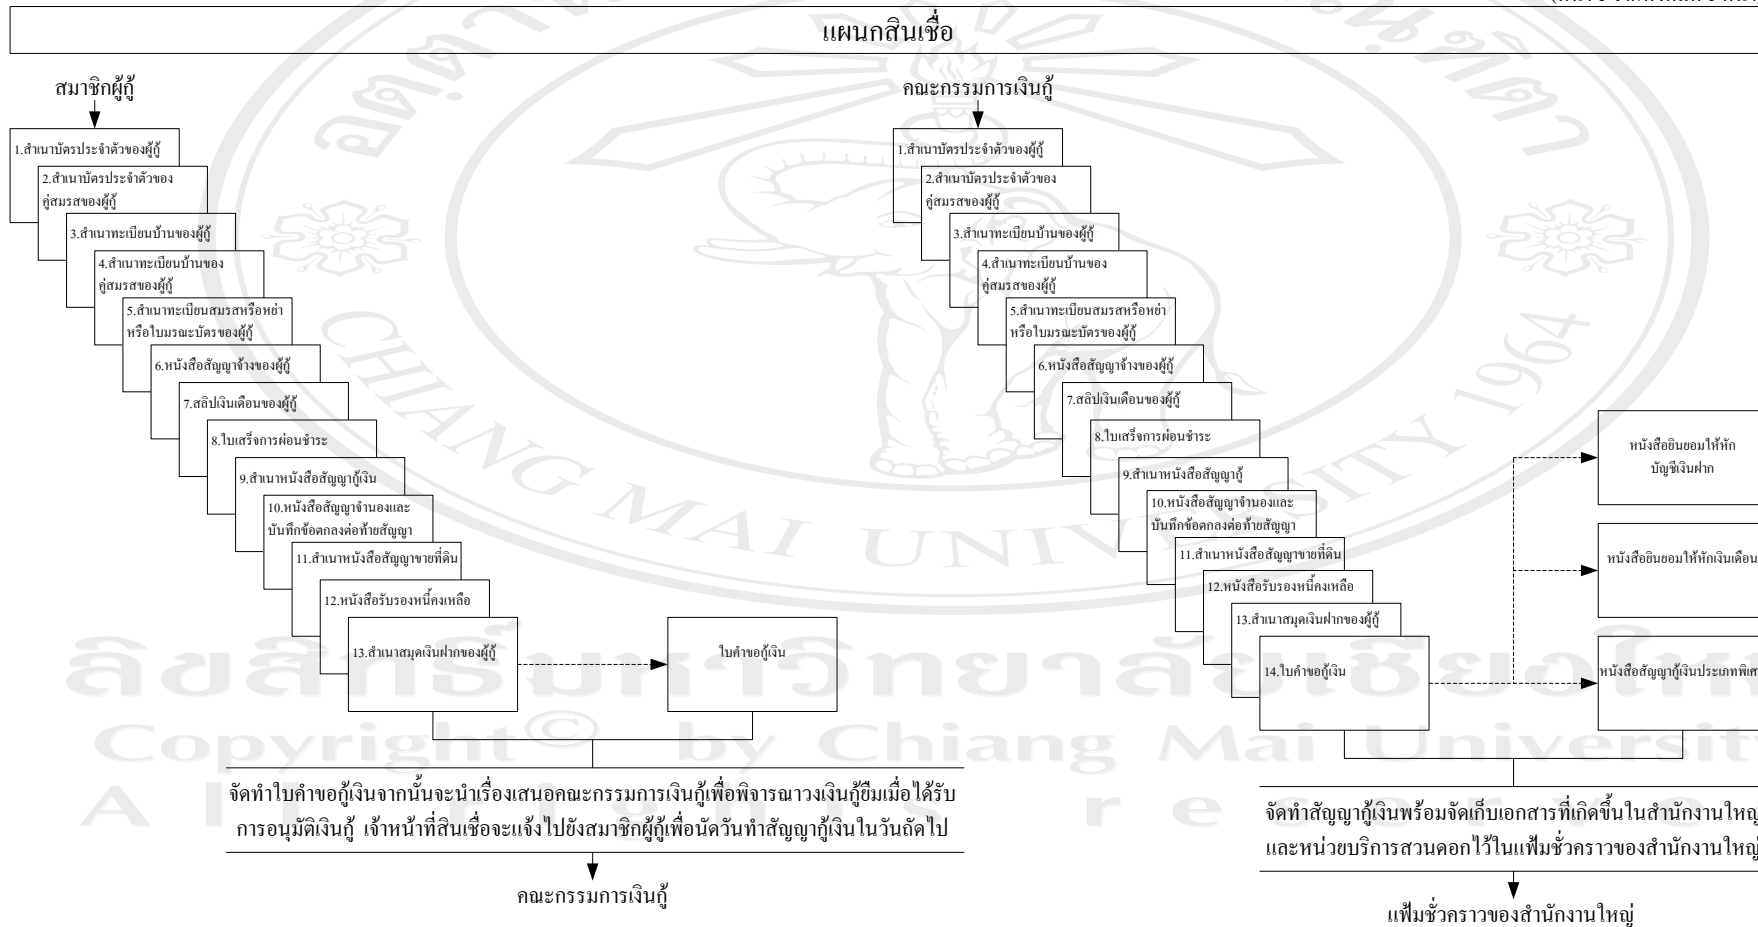 แผนกสินเชื่อ
สมาชิกผู้กู้
1.สำเนาบัตรประจำตัวของผู้กู้
2.สำเนาบัตรประจำตัวของ
คู่สมรสของผู้กู้
3.สำเนาทะเบียนบ้านของผู้กู้
4.สำเนาทะเบียนบ้านของ
คู่สมรสของผู้กู้
5.สำเนาทะเบียนสมรสหรือหย่า
หรือใบมรณะบัตรของผู้กู้
6.หนังสือสัญญาจ้างของผู้กู้
7.สลิปเงินเดือนของผู้กู้
8.ใบเสร็จการผ่อนชำระ
9.สำเนาหนังสือสัญญากู้เงิน
10.หนังสือสัญญาจำนองและ
บันทึกข้อตกลงต่อท้ายสัญญา
11.สำเนาหนังสือสัญญาขายที่ดิน
12.หนังสือรับรองหนี้คงเหลือ
13.สำเนาสมุดเงินฝากของผู้กู้
ใบคำขอกู้เงิน
จัดทำใบคำขอกู้เงินจากนั้นจะนำเรื่องเสนอคณะกรรมการเงินกู้เพื่อพิจารณาวงเงินกู้ยืมเมื่อได้รับ
การอนุมัติเงินกู้ เจ้าหน้าที่สินเชื่อจะแจ้งไปยังสมาชิกผู้กู้เพื่อนัดวันทำสัญญากู้เงินในวันถัดไป
คณะกรรมการเงินกู้
คณะกรรมการเงินกู้
1.สำเนาบัตรประจำตัวของผู้กู้
2.สำเนาบัตรประจำตัวของ
คู่สมรสของผู้กู้
3.สำเนาทะเบียนบ้านของผู้กู้
4.สำเนาทะเบียนบ้านของ
คู่สมรสของผู้กู้
5.สำเนาทะเบียนสมรสหรือหย่า
หรือใบมรณะบัตรของผู้กู้
6.หนังสือสัญญาจ้างของผู้กู้
7.สลิปเงินเดือนของผู้กู้
8.ใบเสร็จการผ่อนชำระ
9.สำเนาหนังสือสัญญากู้
10.หนังสือสัญญาจำนองและ
บันทึกข้อตกลงต่อท้ายสัญญา
11.สำเนาหนังสือสัญญาขายที่ดิน
12.หนังสือรับรองหนี้คงเหลือ
13.สำเนาสมุดเงินฝากของผู้กู้
14.ใบคำขอกู้เงิน
หนังสือยินยอมให้หัก
บัญชีเงินฝาก
หนังสือยินยอมให้หักเงินเดือน
หนังสือสัญญากู้เงินประเภทพิเศ
จัดทำสัญญากู้เงินพร้อมจัดเก็บเอกสารที่เกิดขึ้นในสำนักงานใหญ่
และหน่วยบริการสวนดอกไว้ในแฟ้มชั่วคราวของสำนักงานใหญ่
แฟ้มชั่วคราวของสำนักงานใหญ่
CHIANG MAI UNIVERSITY 1964
ลิขสิทธิ์มหาวิทยาลัยเชียงให
Copyright© by Chiang Mai University
All rights reserve